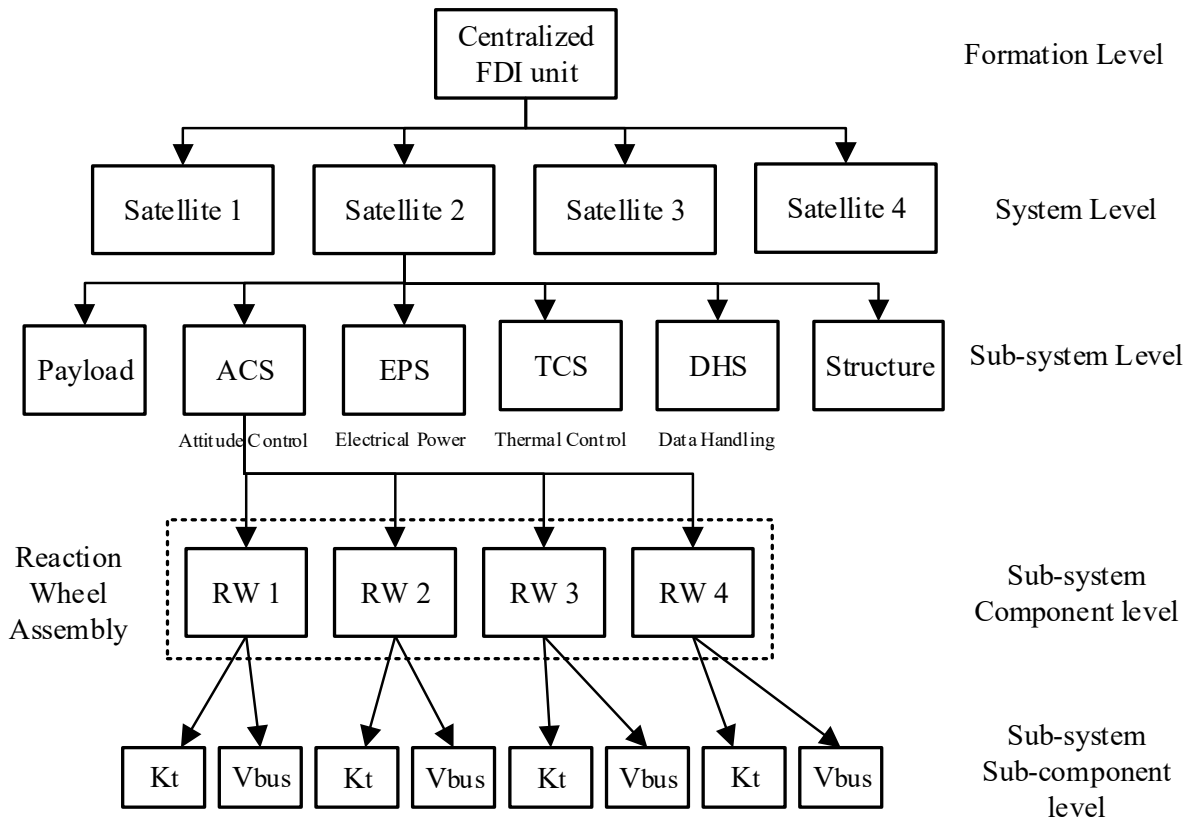 Centralized
FDI unit
Formation Level
Satellite 1
Satellite 2
Satellite 3
Satellite 4
System Level
Payload
ACS
EPS
TCS
DHS
Structure
Sub-system Level
Attitude Control
Electrical Power
Thermal Control
Data Handling
Reaction
Wheel
Assembly
RW 1
RW 2
RW 3
RW 4
Sub-system
Component level
Kt
Vbus
Kt
Vbus
Kt
Vbus
Kt
Vbus
Sub-system
Sub-component
level